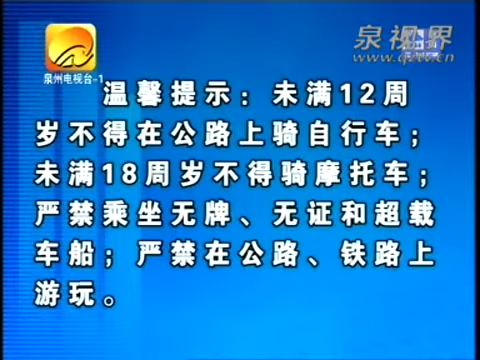 泉州电视台-1
泉视界
www.qztv.cn
温馨提示：未满12周
岁不得在公路上骑自行车；
未满18周岁不得骑摩托车；
严禁乘坐无牌、无证和超载
车船；严禁在公路、铁路上
游玩。